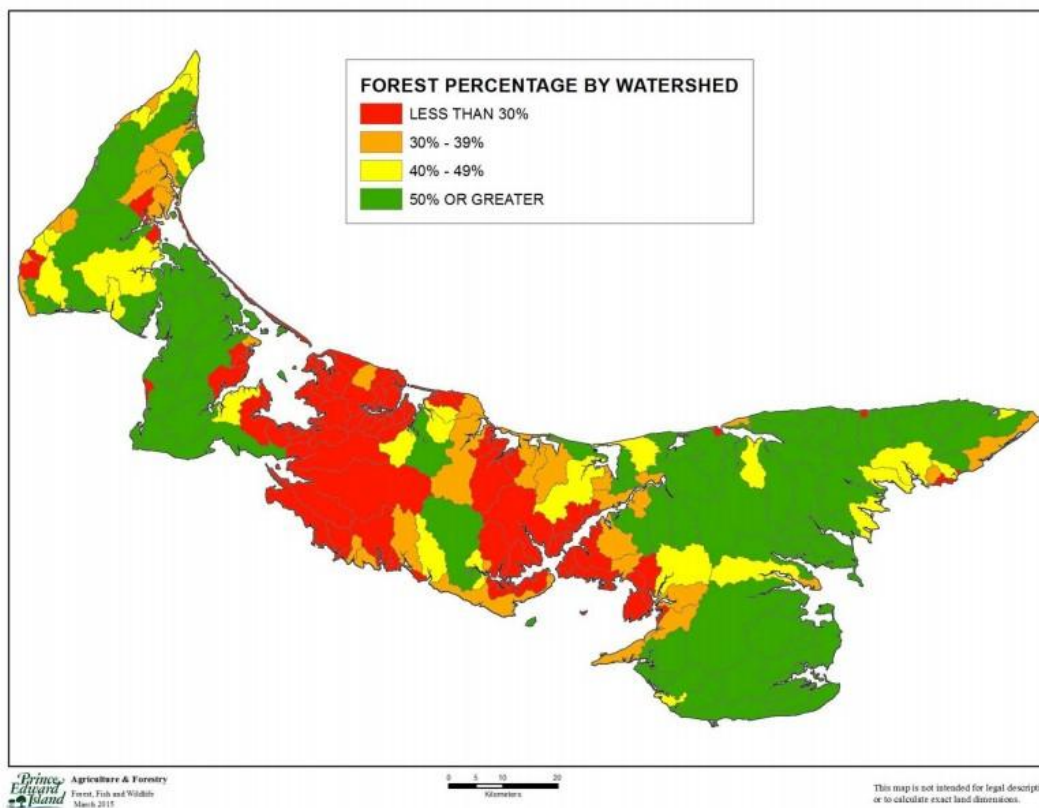 FOREST PERCENTAGE BY WATERSHED
LESS THAN 30%
30% - 39%
40% - 49%
50% OR GREATER
Prince
Edward
Island
Agriculture & Forestry
Forest, Fish and Wildlife
March 2015
0 5 10 20
Kilometers
This map is not intended for legal descripti
or to calculate exact land dimensions.